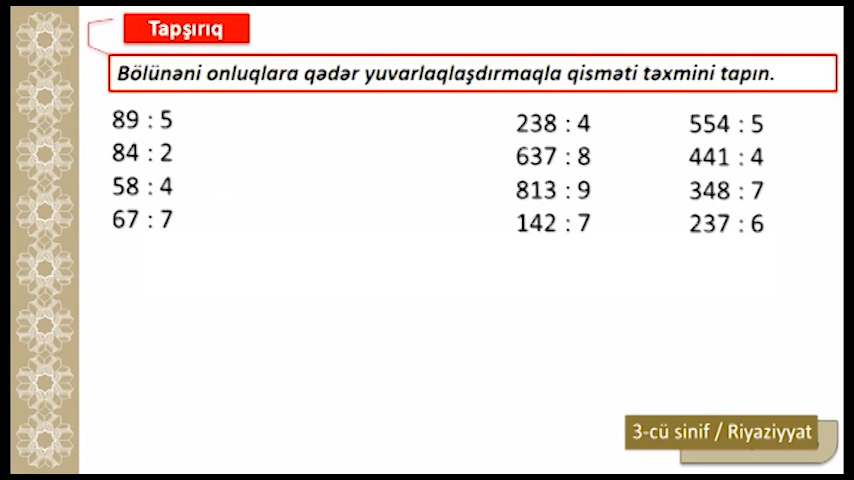 Tapşırıq
Bölünəni onluqlara qədər yuvarlaqlaşdırmaqla qisməti təxmini tapın.
89 : 5
84 : 2
58 : 4
67 : 7
238 : 4
637 : 8
813 : 9
142 : 7
554 : 5
441 : 4
348 : 7
237 : 6
3-cü sinif / Riyaziyyat